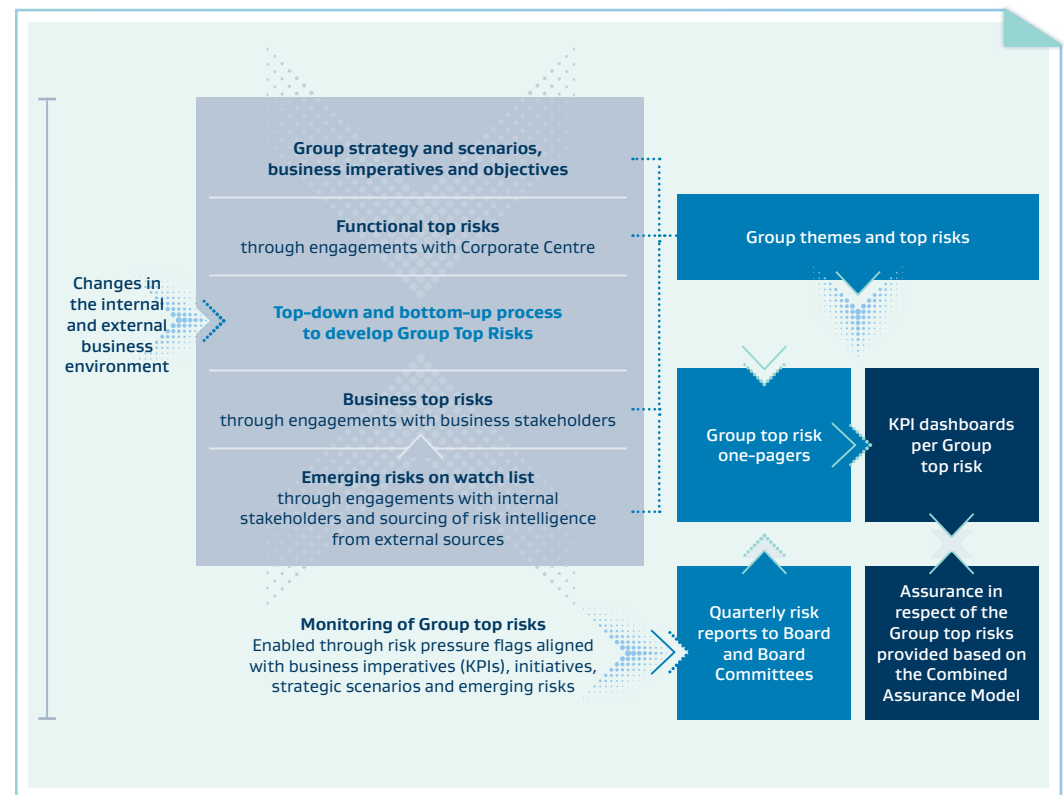 Group strategy and scenarios,
business imperatives and objectives
Functional top risks
through engagements with Corporate Centre
Group themes and top risks
Changes in
the internal
and external
business
environment
Top-down and bottom-up process
to develop Group Top Risks
Business top risks
through engagements with business stakeholders
Emerging risks on watch list
through engagements with internal
stakeholders and sourcing of risk intelligence
from external sources
Group top risk
one-pagers
KPI dashboards
per Group
top risk
Monitoring of Group top risks
Enabled through risk pressure flags aligned
with business imperatives (KPIs), initiatives,
strategic scenarios and emerging risks
Quarterly risk
reports to Board
and Board
Committees
Assurance in
respect of the
Group top risks
provided based on
the Combined
Assurance Model